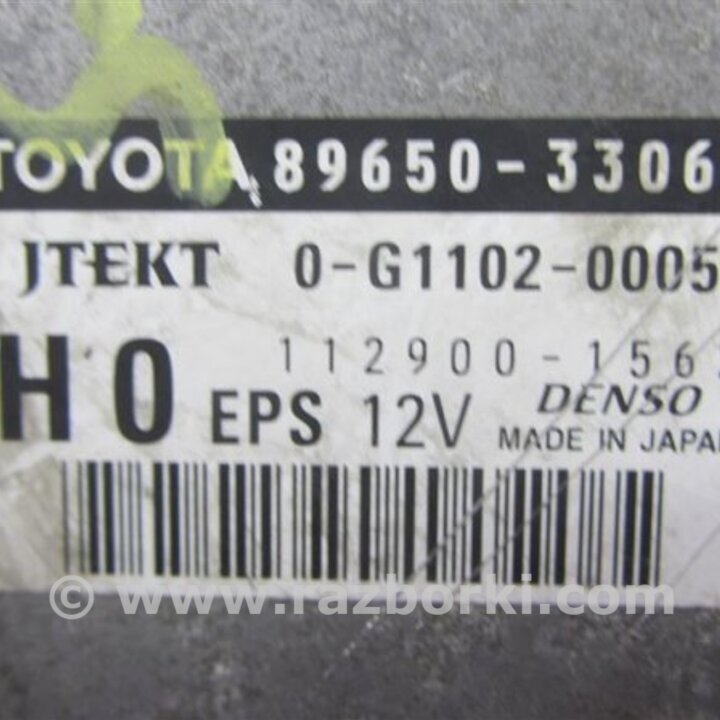 TOYOTA 89650-3306
JTEKT 0-G1102-0005
H0 EPS 12V 112900-156
DENSO
MADE IN JAPAN
© www.razborki.com